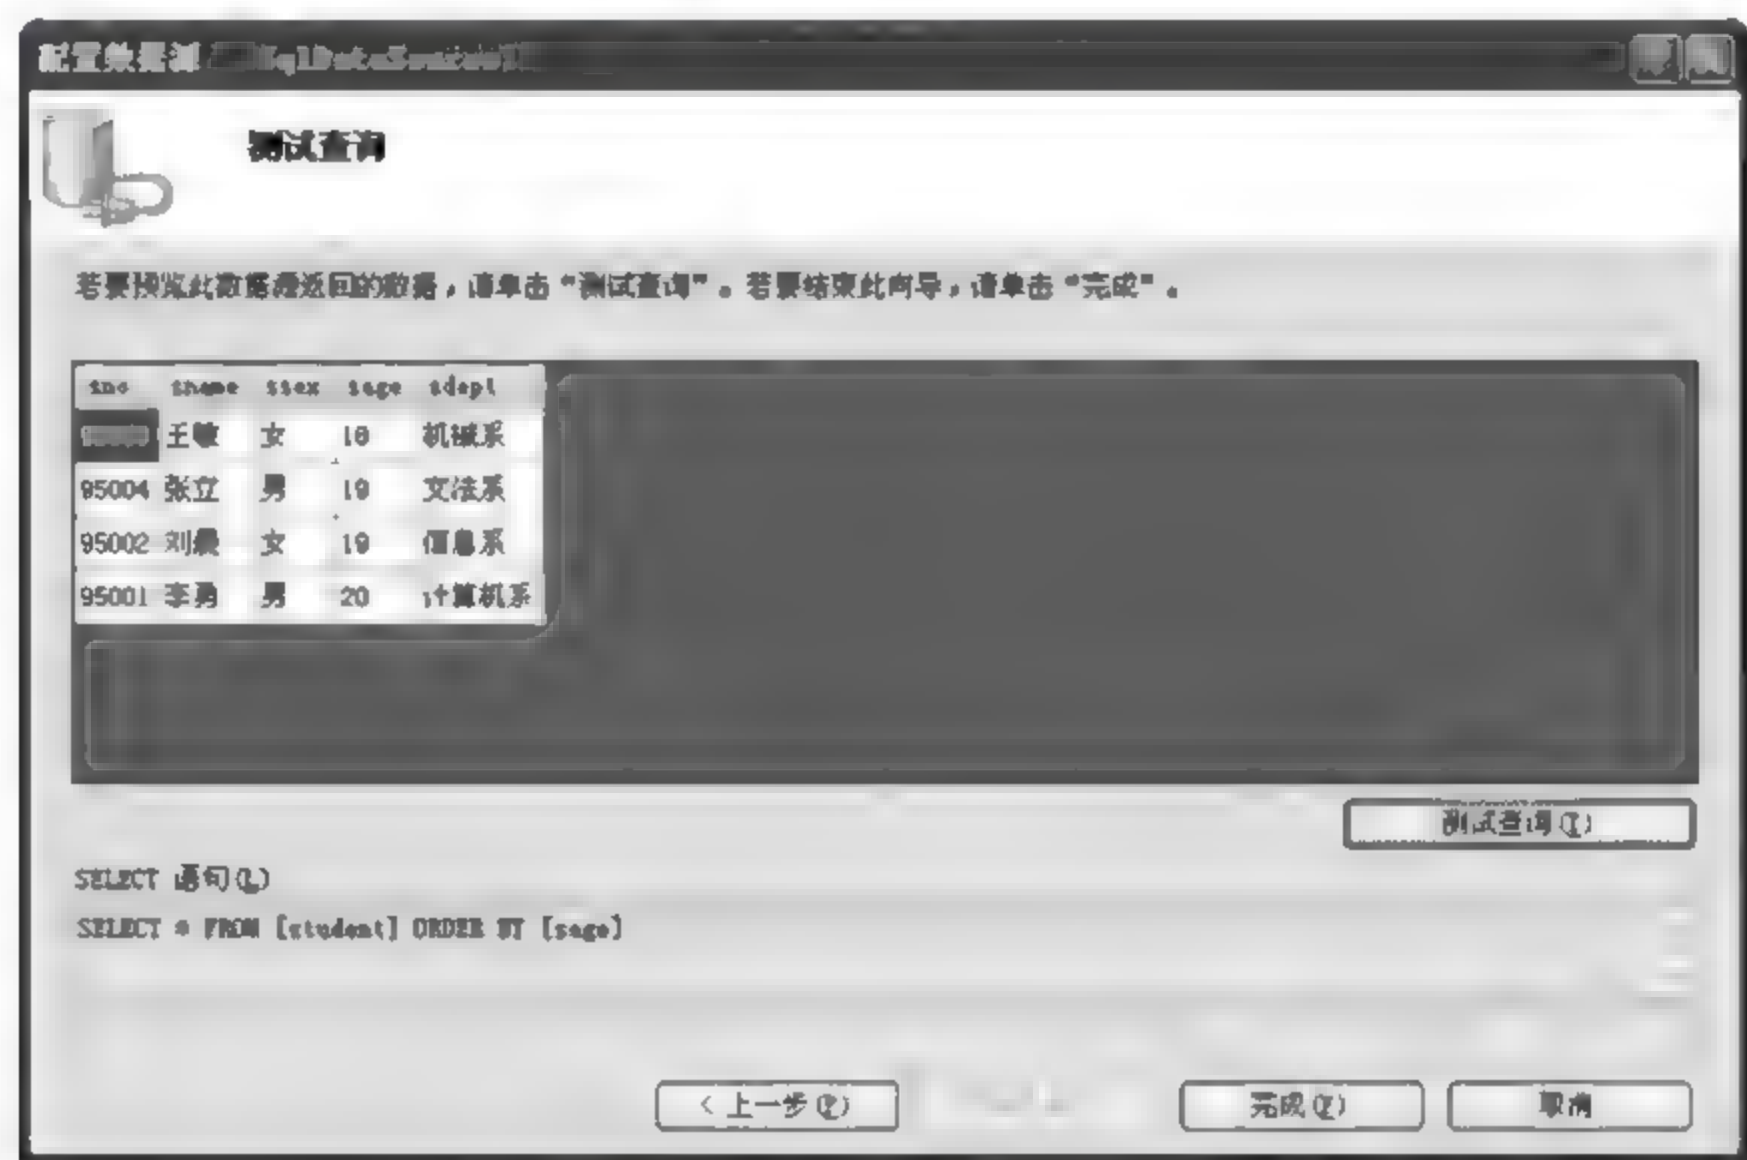 配置数据源 - SqlDataSource1
测试查询
若要预览此数据源返回的数据,请单击“测试查询”。若要结束此向导,请单击“完成”。
sno sname ssex sage sdept
王敏 女 18 机械系
95004 张立 男 19 文法系
95002 刘晨 女 19 信息系
95001 李勇 男 20 计算机系
测试查询(T)
SELECT 语句(L)
SELECT * FROM [student] ORDER BY [sage]
< 上一步(P)
完成(F)
取消